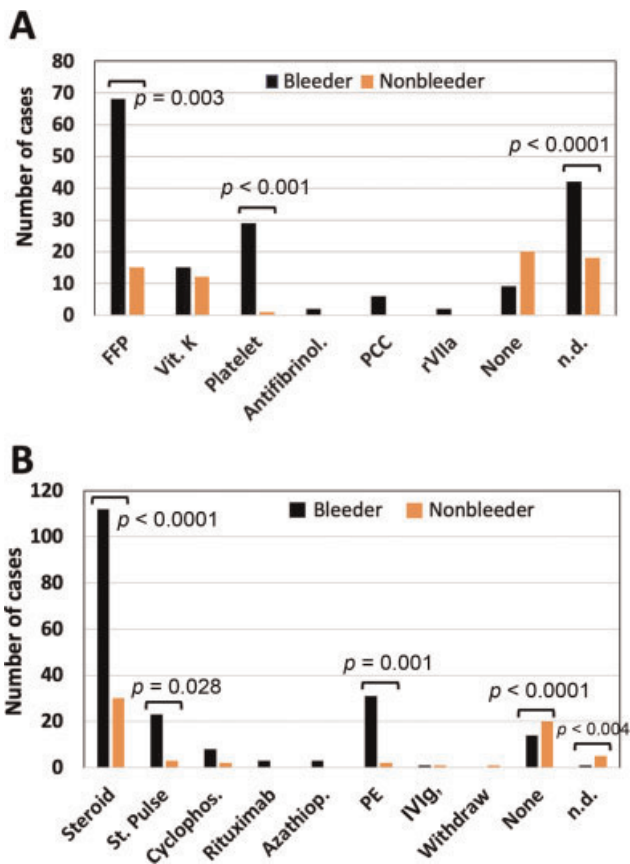 A
Number of cases
80
70
60
50
40
30
20
10
0
Bleeder Nonbleeder
p = 0.003
p < 0.001
p < 0.0001
FFP
Vit. K
Platelet
Antifibrinol.
PCC
rVIIa
None
n.d.
B
Number of cases
120
100
80
60
40
20
0
Bleeder Nonbleeder
p < 0.0001
p = 0.028
p = 0.001
p < 0.0001
p < 0.004
Steroid
St. Pulse
Cyclophos.
Rituximab
Azathiop.
PE
IVIg,
Withdraw
None
n.d.